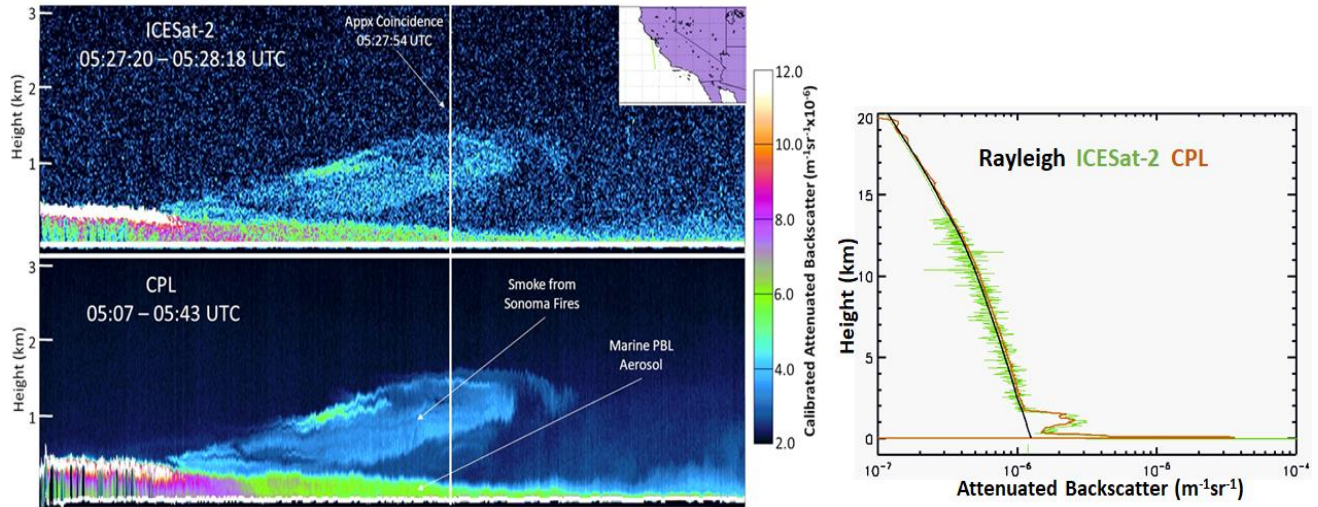 ICESat-2
05:27:20 – 05:28:18 UTC
Appx Coincidence
05:27:54 UTC
Height (km)
3
2
1
CPL
05:07 – 05:43 UTC
Smoke from
Sonoma Fires
Marine PBL
Aerosol
Height (km)
3
2
1
12.0
10.0
8.0
6.0
4.0
2.0
Calibrated Attenuated Backscatter (m⁻¹sr⁻¹x10⁻⁶)
Rayleigh ICESat-2 CPL
Height (km)
20
15
10
5
0
10⁻⁷ 10⁻⁶ 10⁻⁵ 10⁻⁴
Attenuated Backscatter (m⁻¹sr⁻¹)